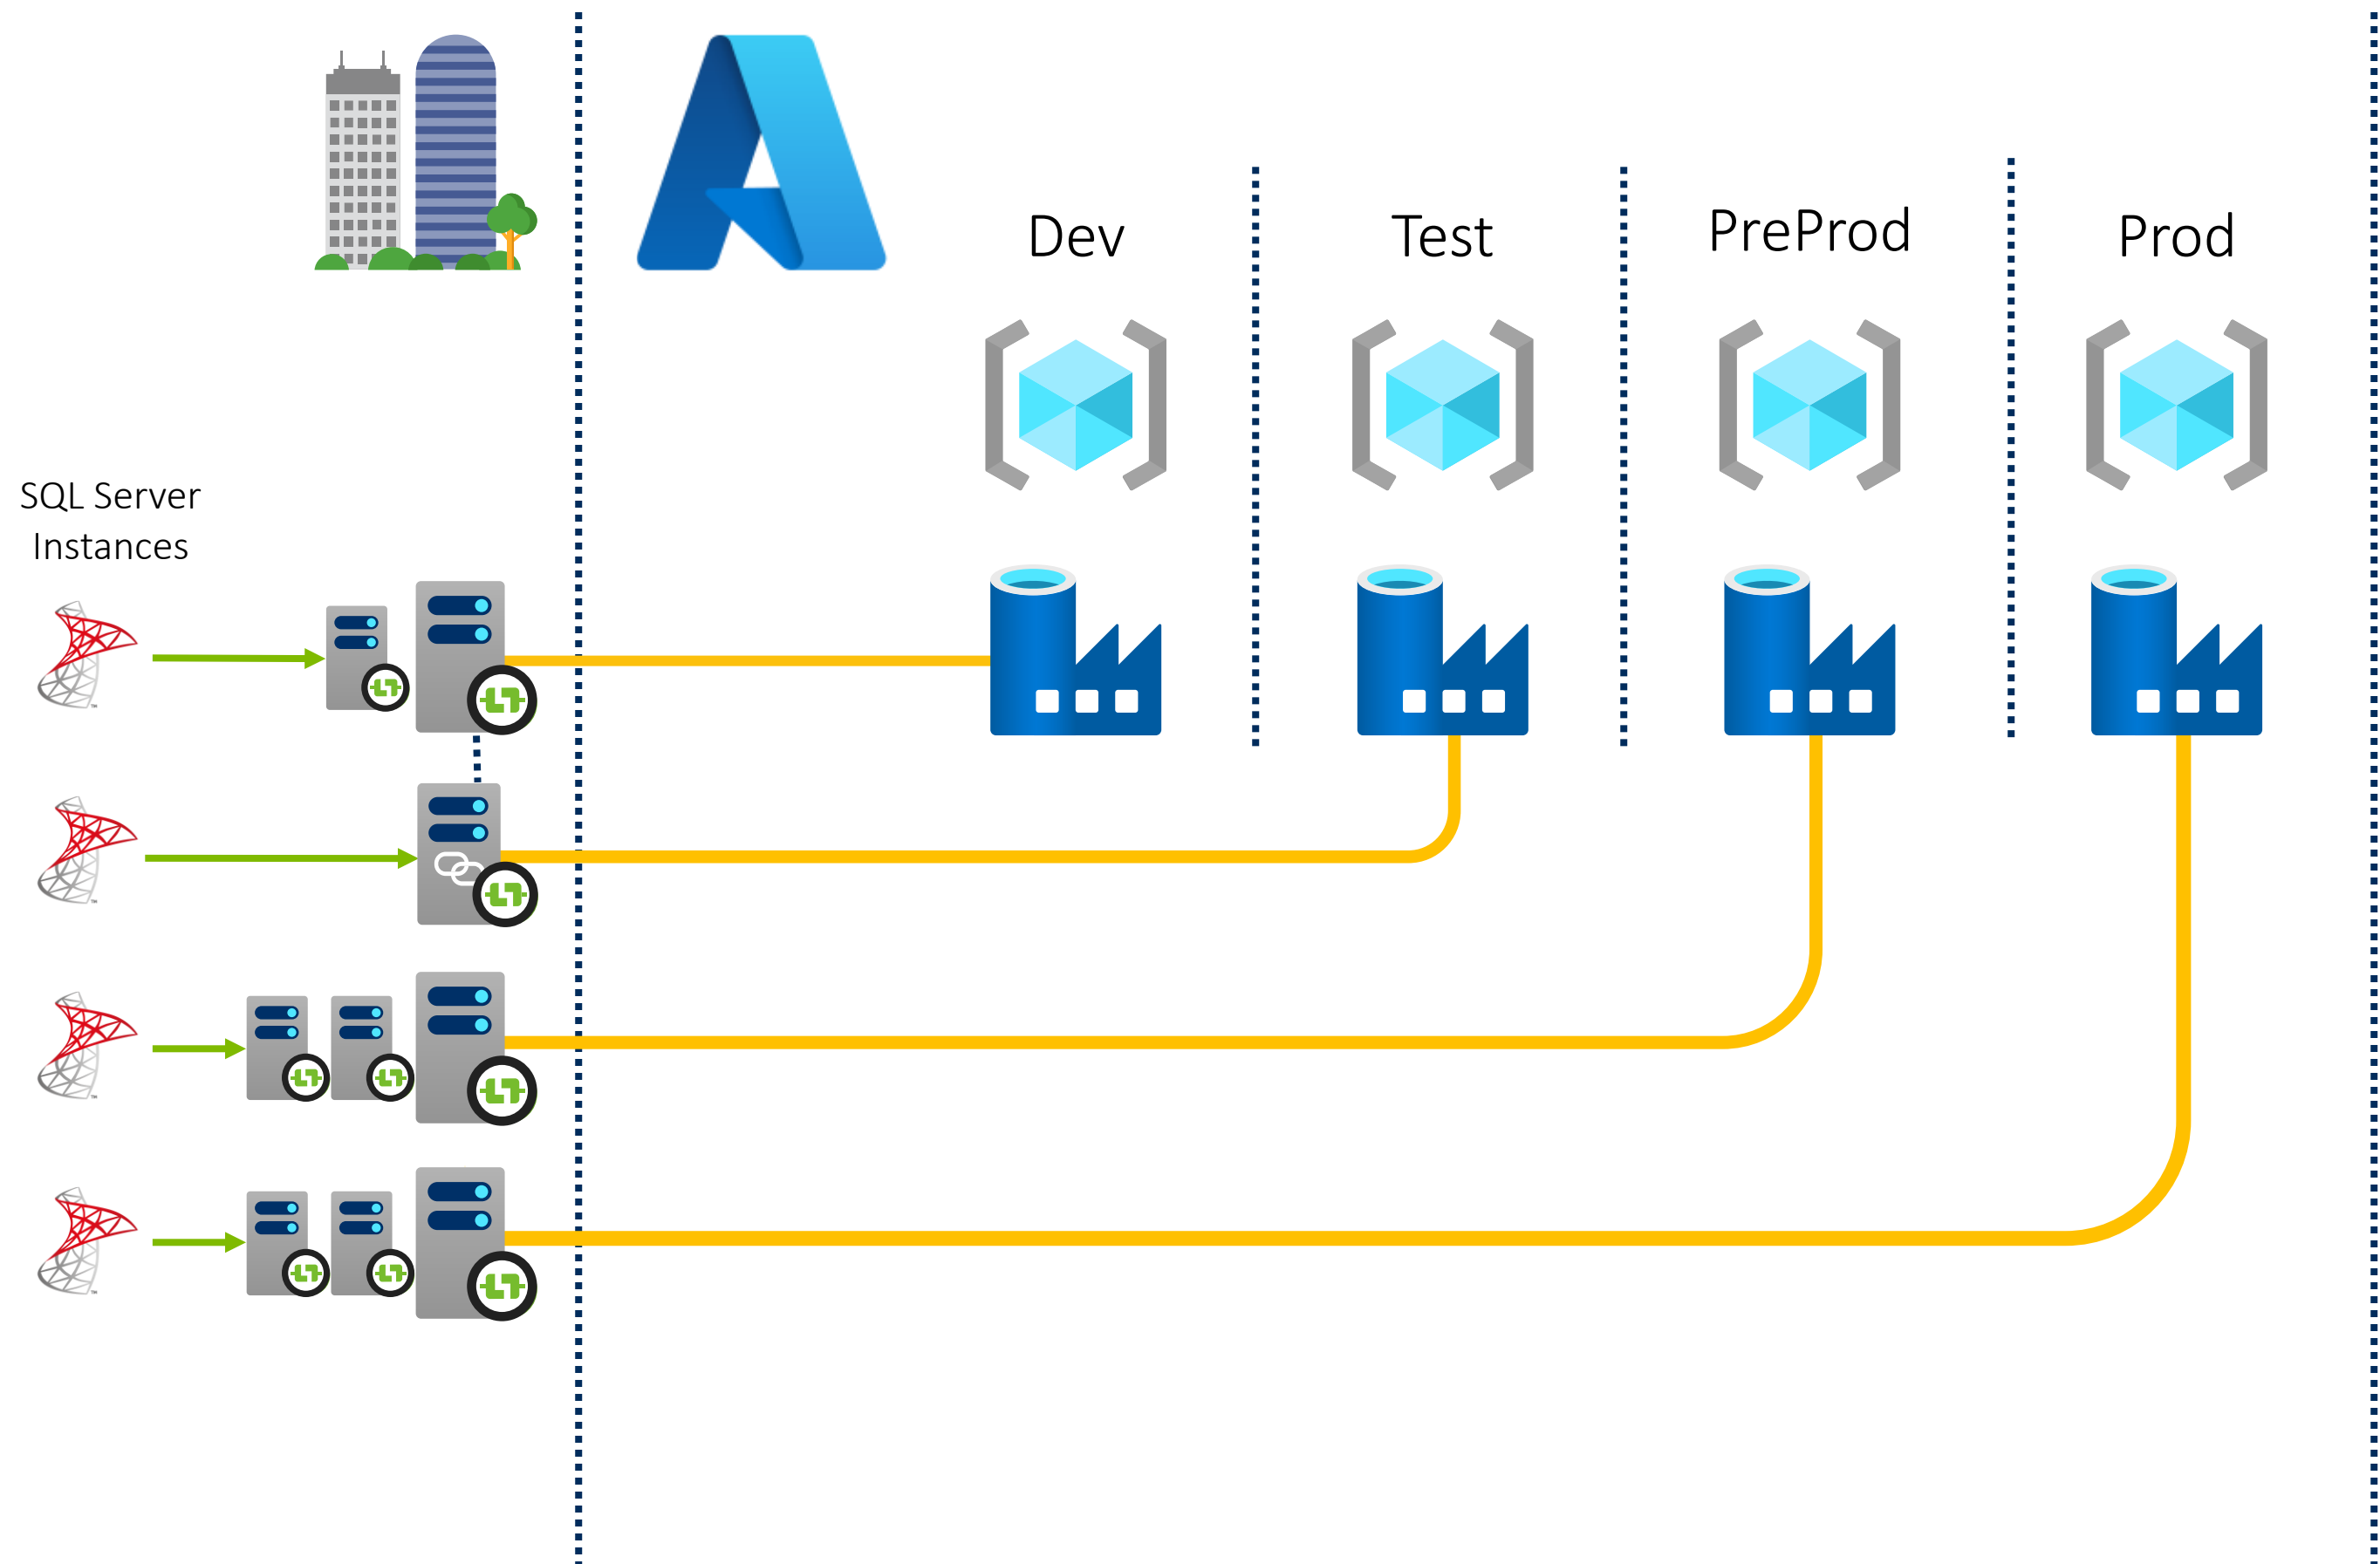 Dev
Test
PreProd
Prod
SQL Server
Instances